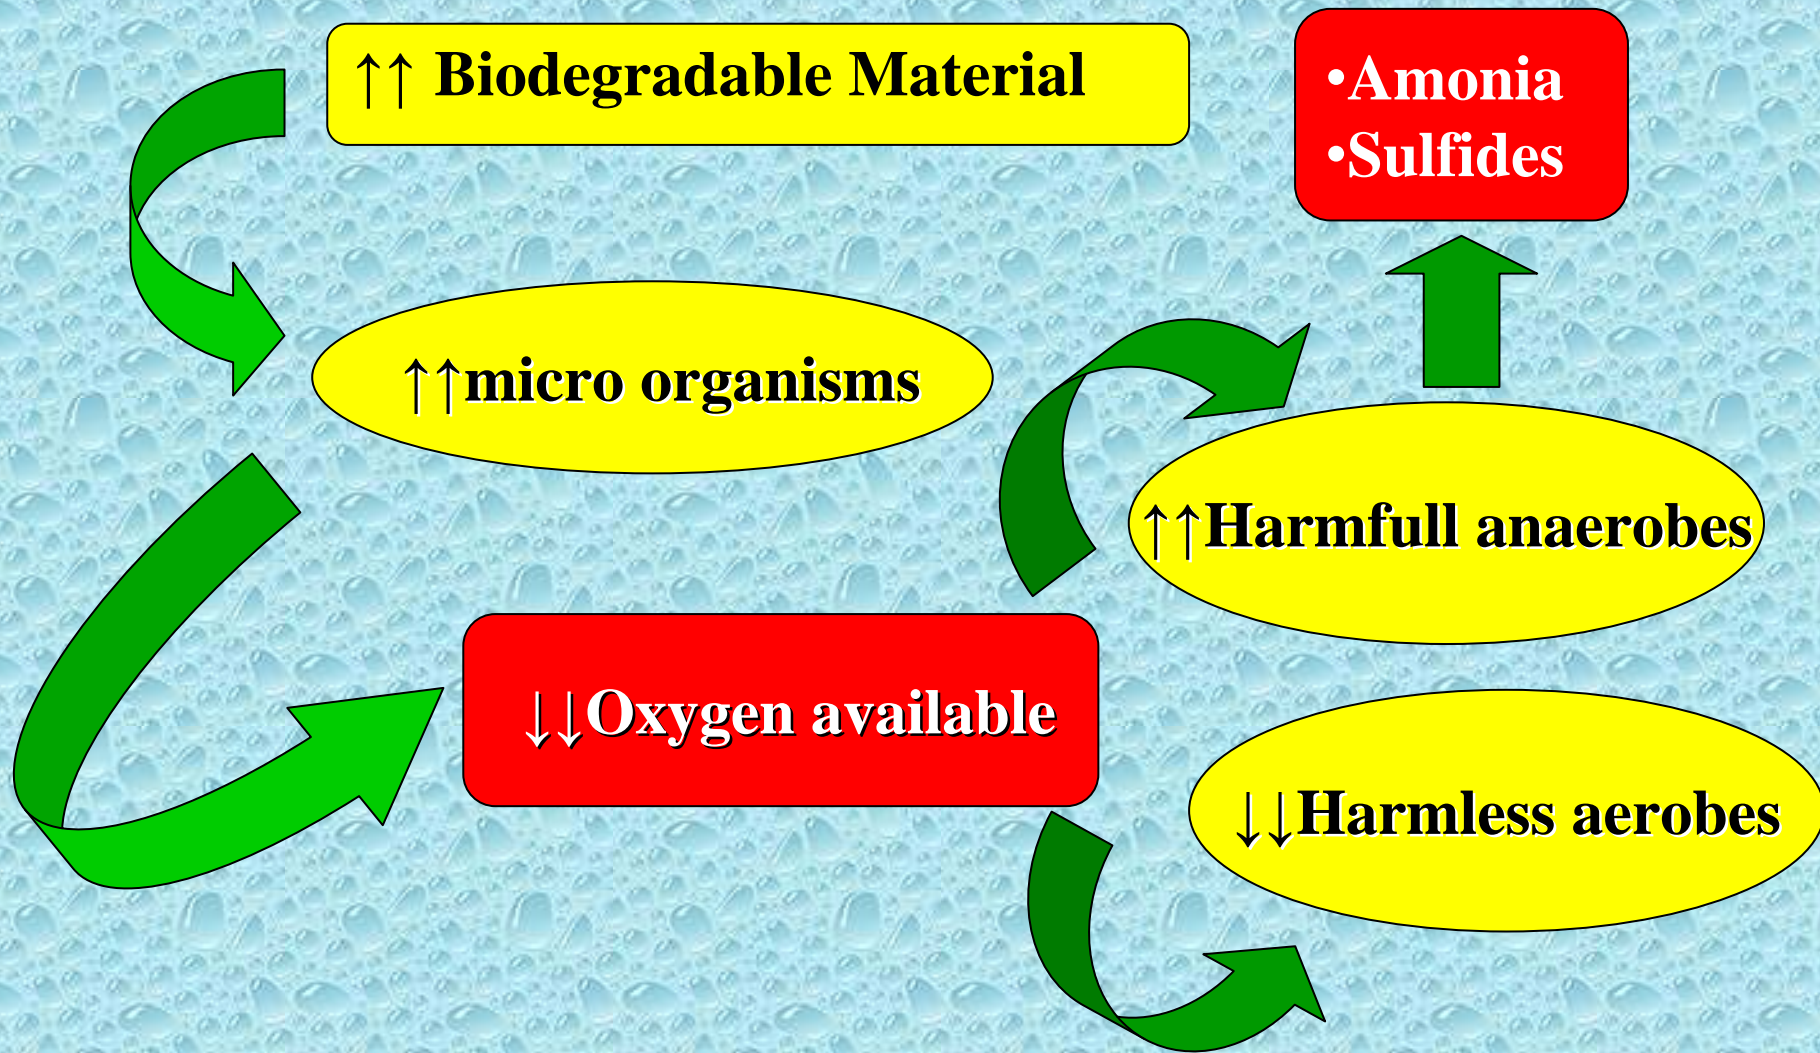 ↑↑ Biodegradable Material
•Amonia
•Sulfides
↑↑micro organisms
↑↑Harmfull anaerobes
↓↓Oxygen available
↓↓Harmless aerobes